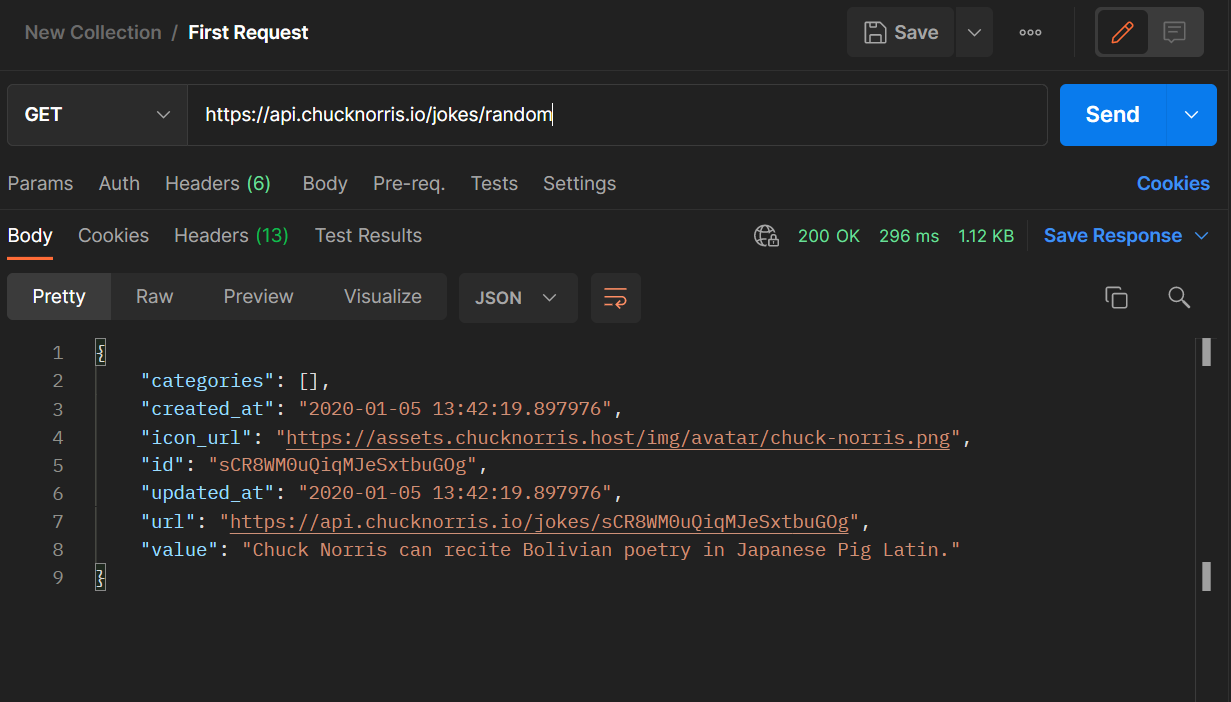 New Collection / First Request Save ooo
GET https://api.chucknorris.io/jokes/random Send
Params Auth Headers (6) Body Pre-req. Tests Settings Cookies
Body Cookies Headers (13) Test Results 200 OK 296 ms 1.12 KB Save Response
Pretty Raw Preview Visualize JSON
1 {
2 "categories": [],
3 "created_at": "2020-01-05 13:42:19.897976",
4 "icon_url": "https://assets.chucknorris.host/img/avatar/chuck-norris.png",
5 "id": "sCR8WM0uQiqMJeSxtbuGOg",
6 "updated_at": "2020-01-05 13:42:19.897976",
7 "url": "https://api.chucknorris.io/jokes/sCR8WM0uQiqMJeSxtbuGOg",
8 "value": "Chuck Norris can recite Bolivian poetry in Japanese Pig Latin."
9 }